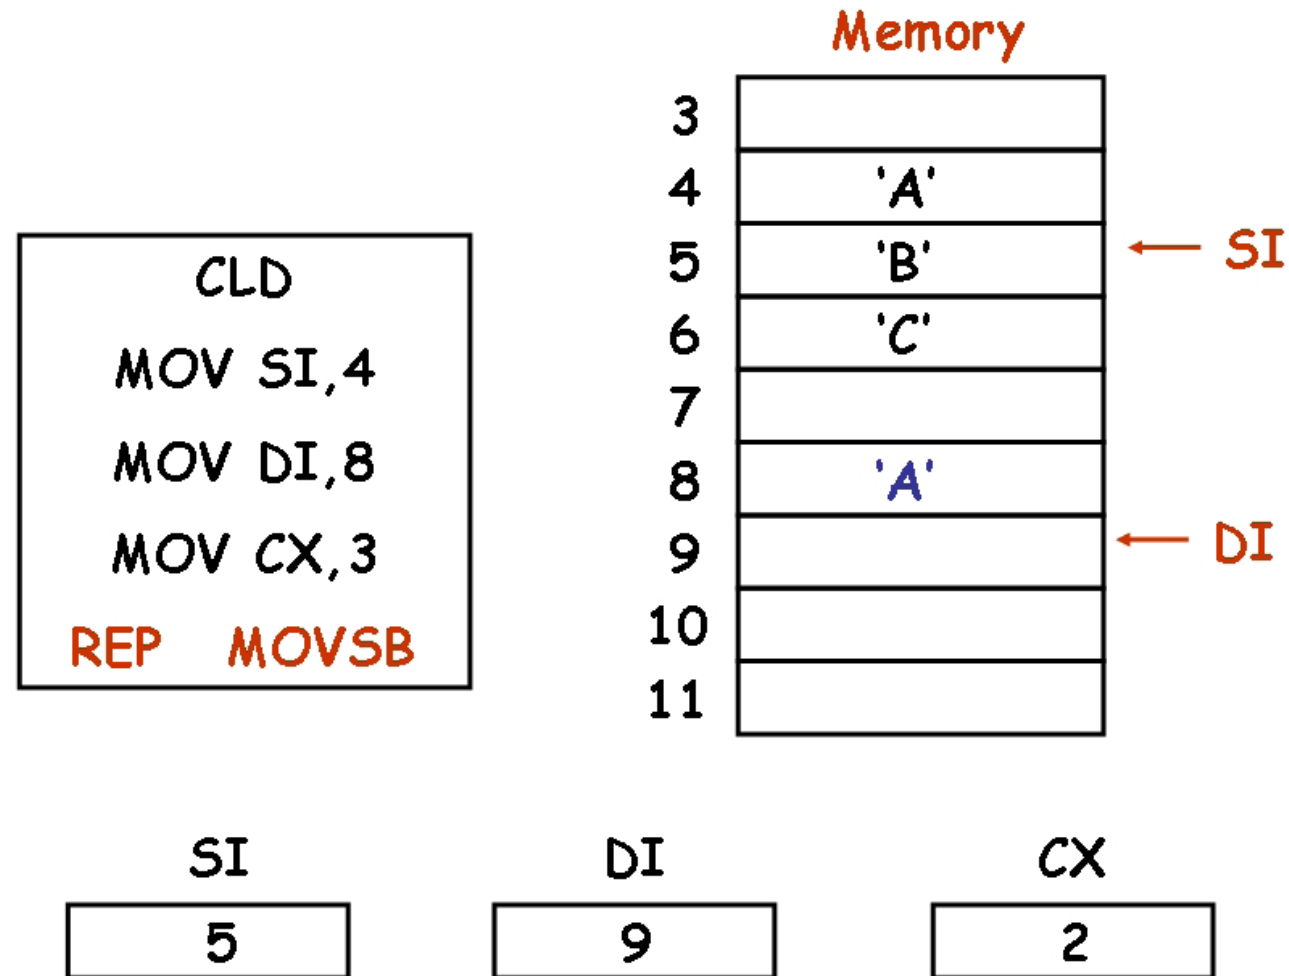 Memory
3
4 'A'
5 'B' SI
6 'C'
7
8 'A'
9 DI
10
11
CLD
MOV SI,4
MOV DI,8
MOV CX,3
REP MOVSB
SI DI CX
5 9 2